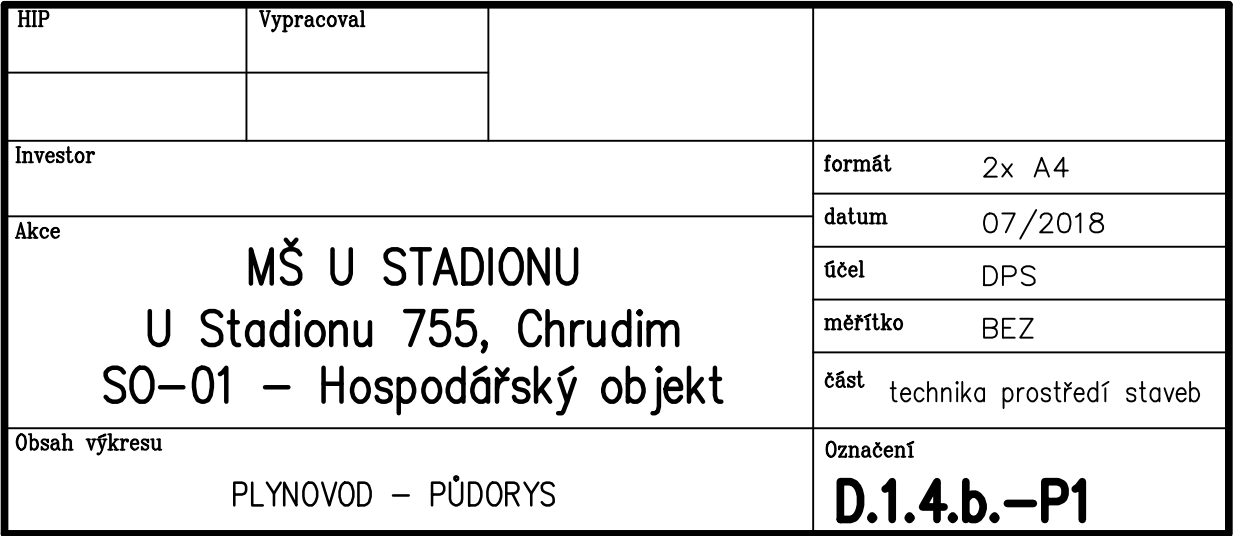 HIP
Vypracoval
Investor
formát 2x A4
datum 07/2018
Akce
MŠ U STADIONU
U Stadionu 755, Chrudim
SO-01 - Hospodářský objekt
účel DPS
měřítko BEZ
část technika prostředí staveb
Obsah výkresu
PLYNOVOD - PŮDORYS
Označení
D.1.4.b.-P1